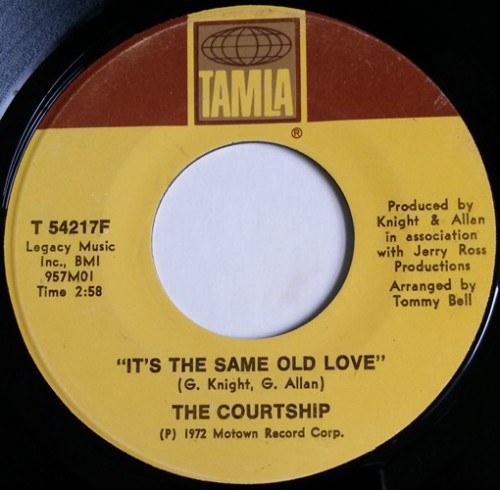 TAMLA
®
T 54217F
Legacy Music
Inc., BMI
957M01
Time 2:58
Produced by
Knight & Allan
in association
with Jerry Ross
Productions
Arranged by
Tommy Bell
"IT'S THE SAME OLD LOVE"
(G. Knight, G. Allan)
THE COURTSHIP
(P) 1972 Motown Record Corp.